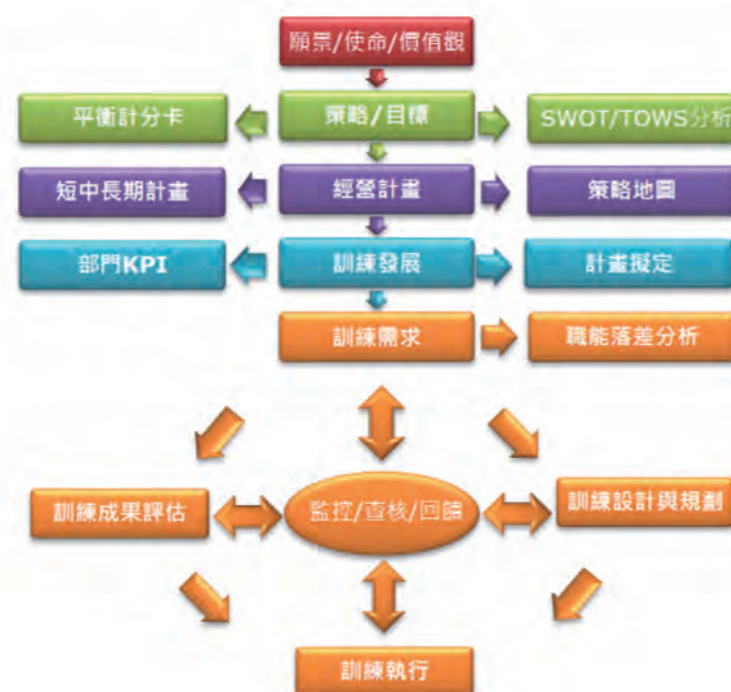 願景/使命/價值觀
平衡計分卡
策略/目標
SWOT/TOWS分析
短中長期計畫
經營計畫
策略地圖
部門KPI
訓練發展
計畫擬定
訓練需求
職能落差分析
訓練成果評估
監控/查核/回饋
訓練設計與規劃
訓練執行